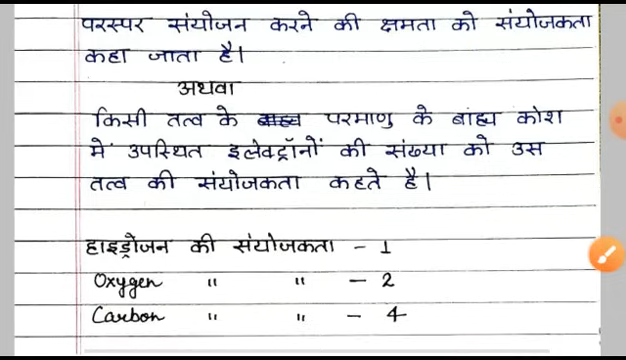 परस्पर संयोजन करने की क्षमता को संयोजकता
कहा जाता है।
अथवा
किसी तत्व के परमाणु के बाह्य कोश
में उपस्थित इलेक्ट्रॉनों की संख्या को उस
तत्व की संयोजकता कहते है।
हाइड्रोजन की संयोजकता - 1
Oxygen " " - 2
Carbon " " - 4